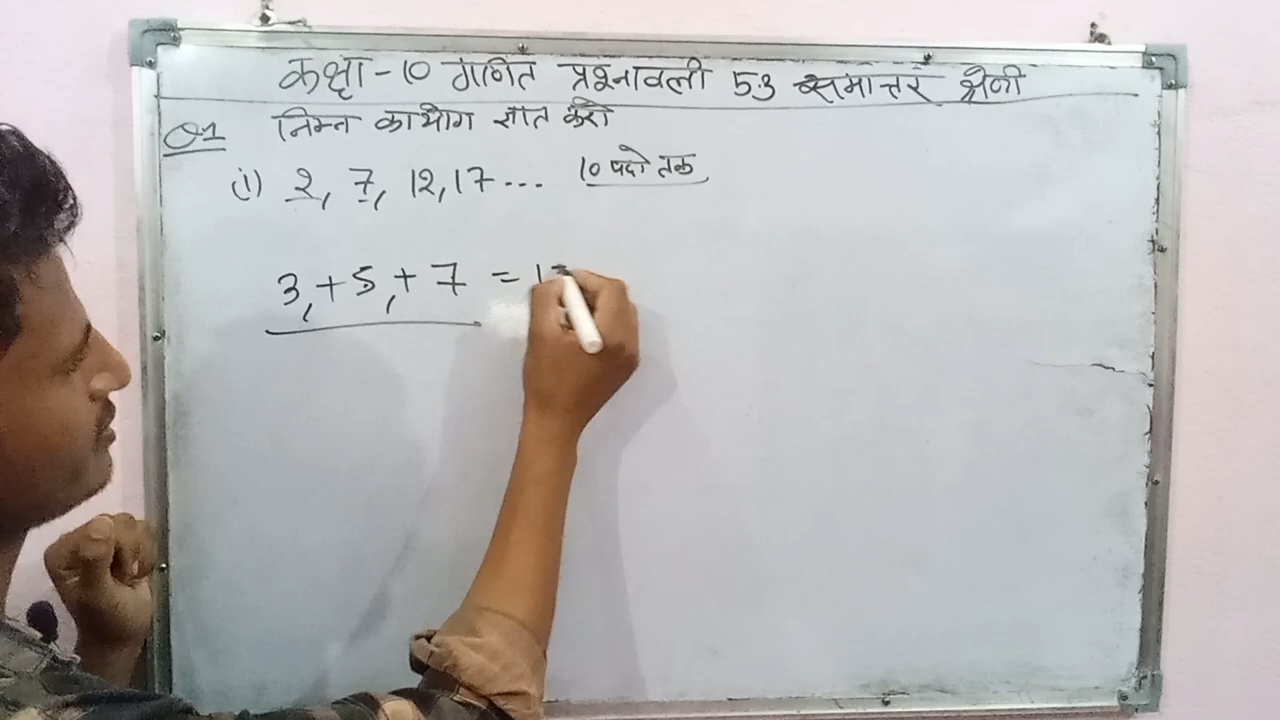 कक्षा - 10 गणित प्रश्नावली 5.3 समान्तर श्रेनी
Q1 निम्न का योग ज्ञात करो
(i) 2, 7, 12, 17... 10 पदो तक
3, + 5, + 7 = 1